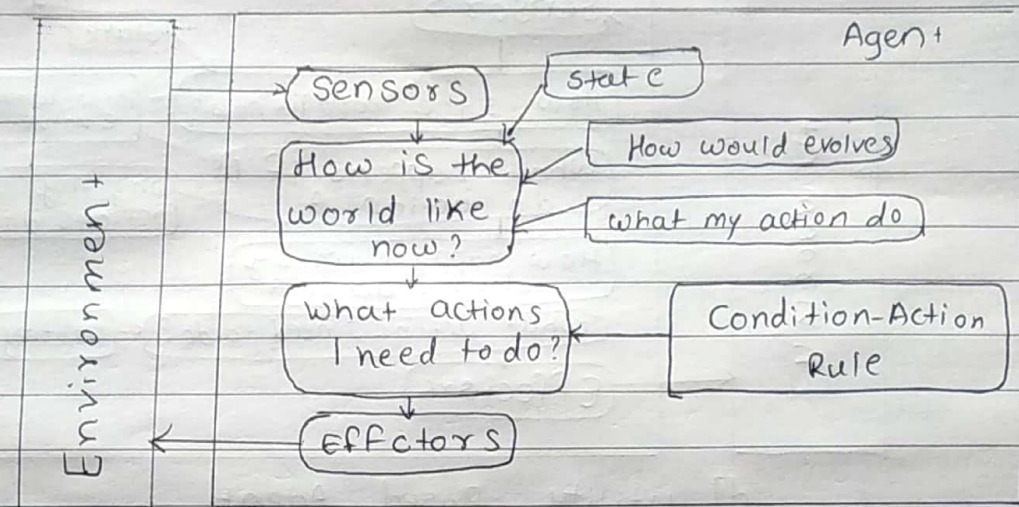 Agent
Sensors
State
How is the
world like
now?
How would evolves
what my action do
What actions
I need to do?
Condition-Action
Rule
Effctors
Environment